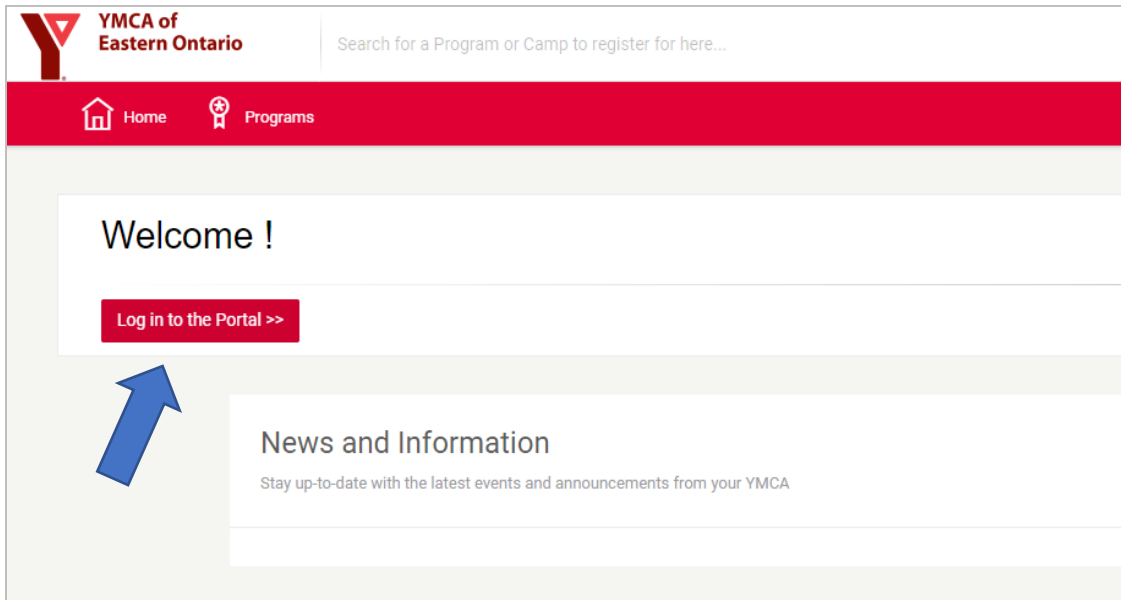 YMCA of
Eastern Ontario
Search for a Program or Camp to register for here...
Home
Programs
Welcome !
Log in to the Portal >>
News and Information
Stay up-to-date with the latest events and announcements from your YMCA